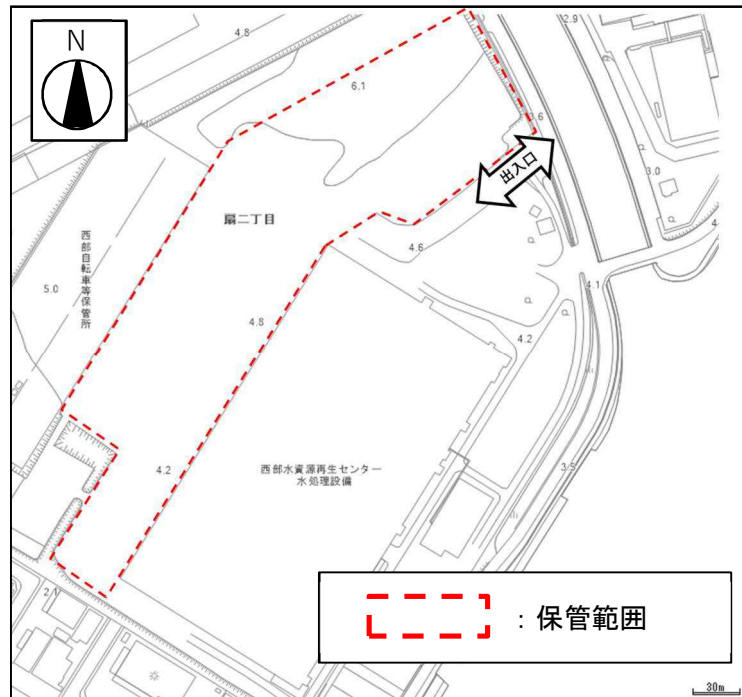 N
4.8
2.9
6.1
3.6
出入口
3.0
扇二丁目
4.6
西部自転車等保管所
5.0
4.1
4.8
4.2
4.2
西部水資源再生センター
水処理設備
3.5
2.1
：保管範囲
30m